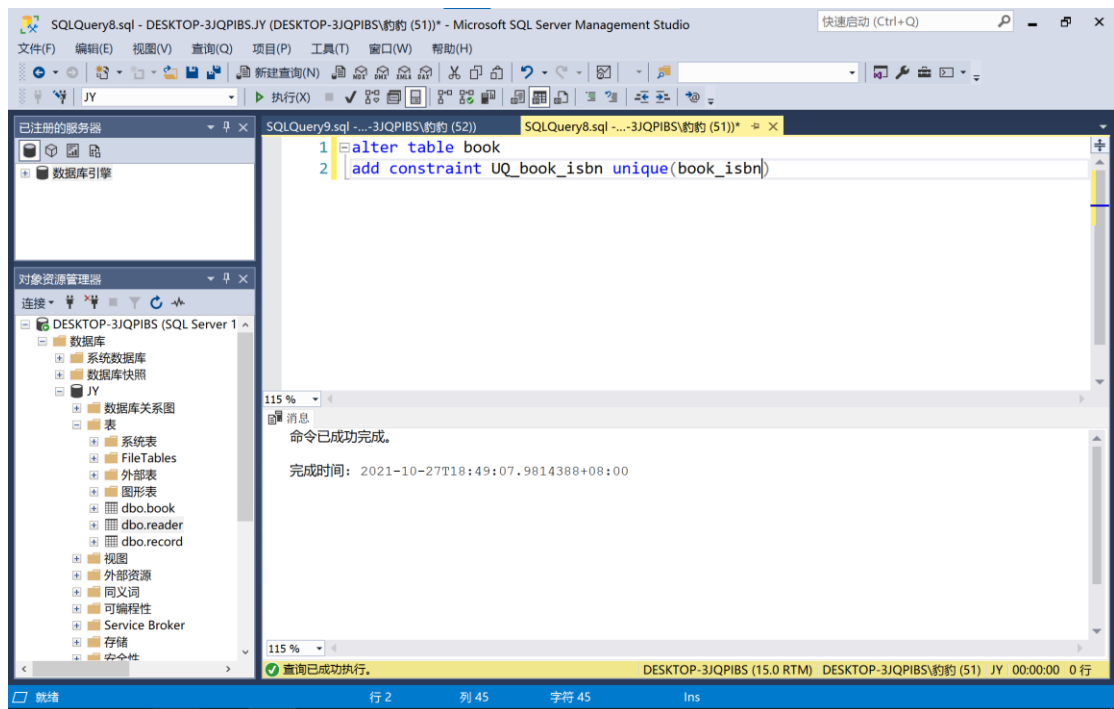 SQLQuery8.sql - DESKTOP-3JQPIBS.JY (DESKTOP-3JQPIBS\豹豹 (51))* - Microsoft SQL Server Management Studio
快速启动 (Ctrl+Q)
文件(F) 编辑(E) 视图(V) 查询(Q) 项目(P) 工具(T) 窗口(W) 帮助(H)
新建查询(N)
JY 执行(X)
已注册的服务器
数据库引擎
对象资源管理器
连接
DESKTOP-3JQPIBS (SQL Server 1
数据库
系统数据库
数据库快照
JY
数据库关系图
表
系统表
FileTables
外部表
图形表
dbo.book
dbo.reader
dbo.record
视图
外部资源
同义词
可编程性
Service Broker
存储
安全性
SQLQuery9.sql -...-3JQPIBS\豹豹 (52)) SQLQuery8.sql -...-3JQPIBS\豹豹 (51))*
1 alter table book
2 add constraint UQ_book_isbn unique(book_isbn)
115 %
消息
命令已成功完成。
完成时间: 2021-10-27T18:49:07.9814388+08:00
115 %
查询已成功执行。 DESKTOP-3JQPIBS (15.0 RTM) DESKTOP-3JQPIBS\豹豹 (51) JY 00:00:00 0 行
就绪 行 2 列 45 字符 45 Ins